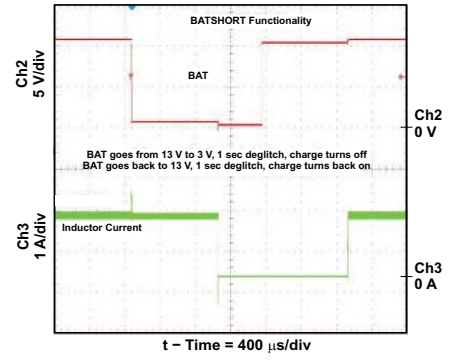 BATSHORT Functionality
Ch2
5 V/div
BAT
Ch2
0 V
BAT goes from 13 V to 3 V, 1 sec deglitch, charge turns off
BAT goes back to 13 V, 1 sec deglitch, charge turns back on
Ch3
1 A/div
Inductor Current
Ch3
0 A
t − Time = 400 μs/div